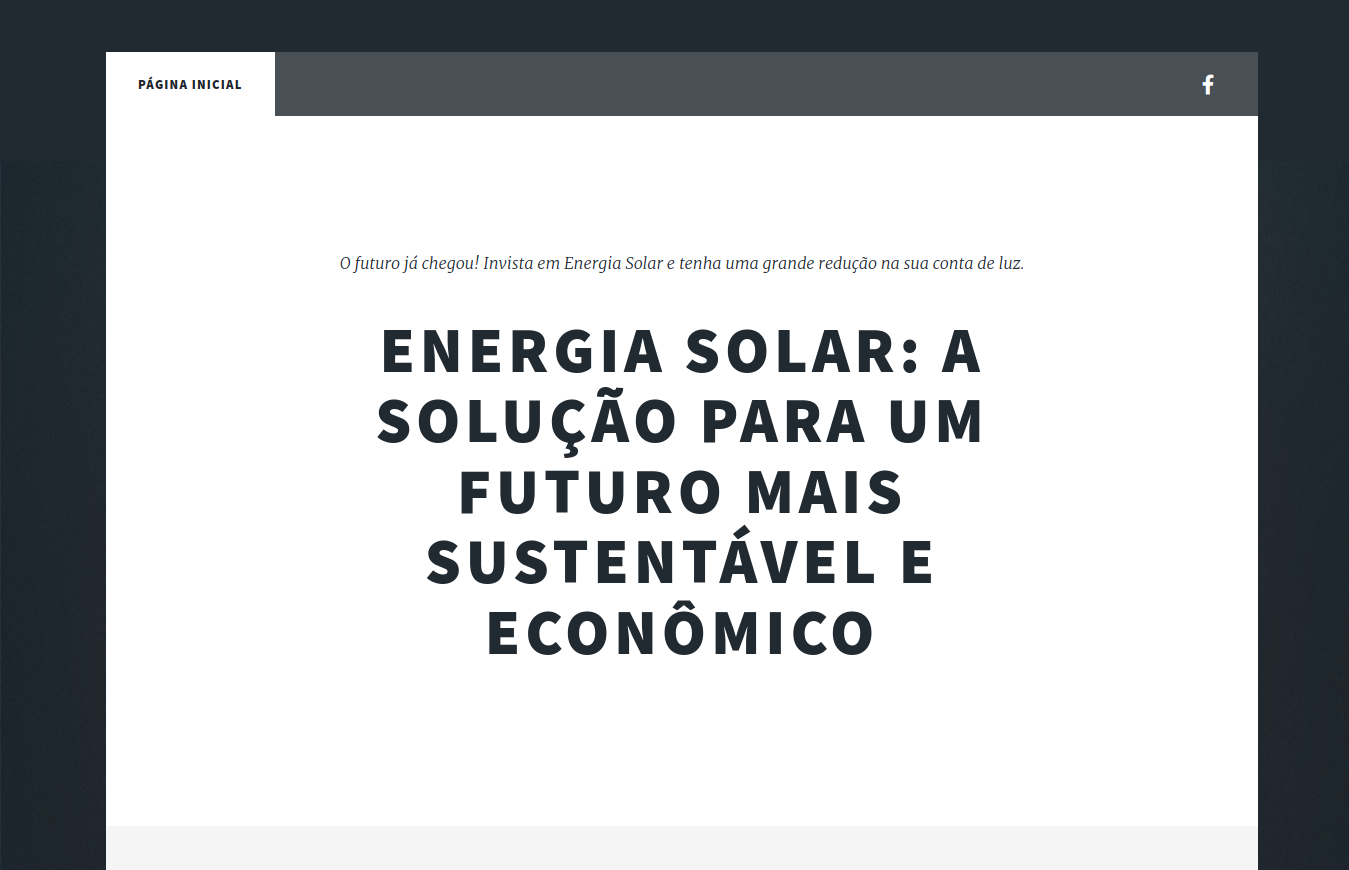 PÁGINA INICIAL
O futuro já chegou! Invista em Energia Solar e tenha uma grande redução na sua conta de luz.
ENERGIA SOLAR: A
SOLUÇÃO PARA UM
FUTURO MAIS
SUSTENTÁVEL E
ECONÔMICO